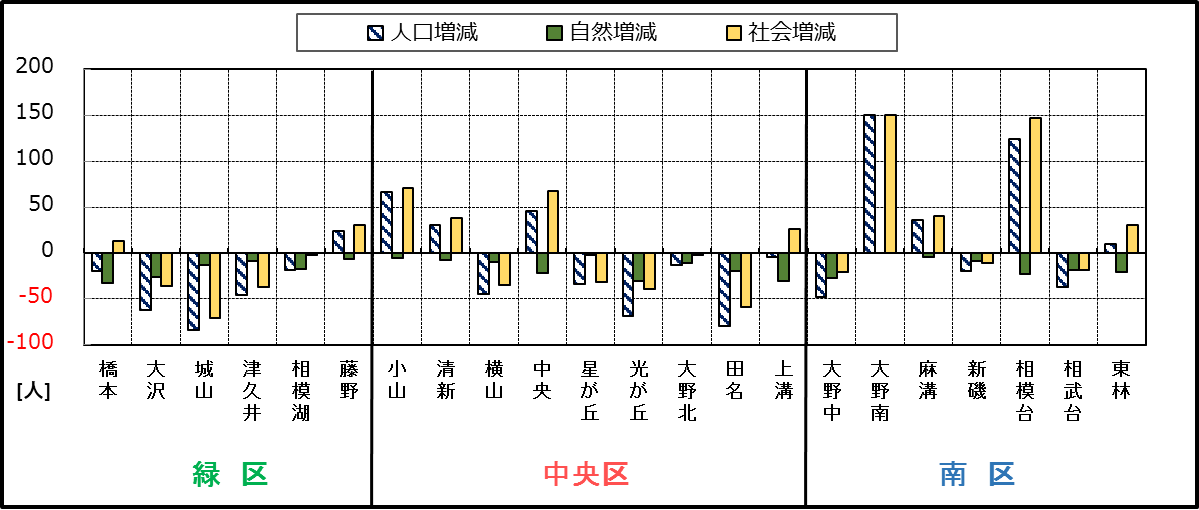 人口増減 自然増減 社会増減
200
150
100
50
0
-50
-100
[人]
橋本
大沢
城山
津久井
相模湖
藤野
小山
清新
横山
中央
星が丘
光が丘
大野北
田名
上溝
大野中
大野南
麻溝
新磯
相模台
相武台
東林
緑 区 中央区 南 区